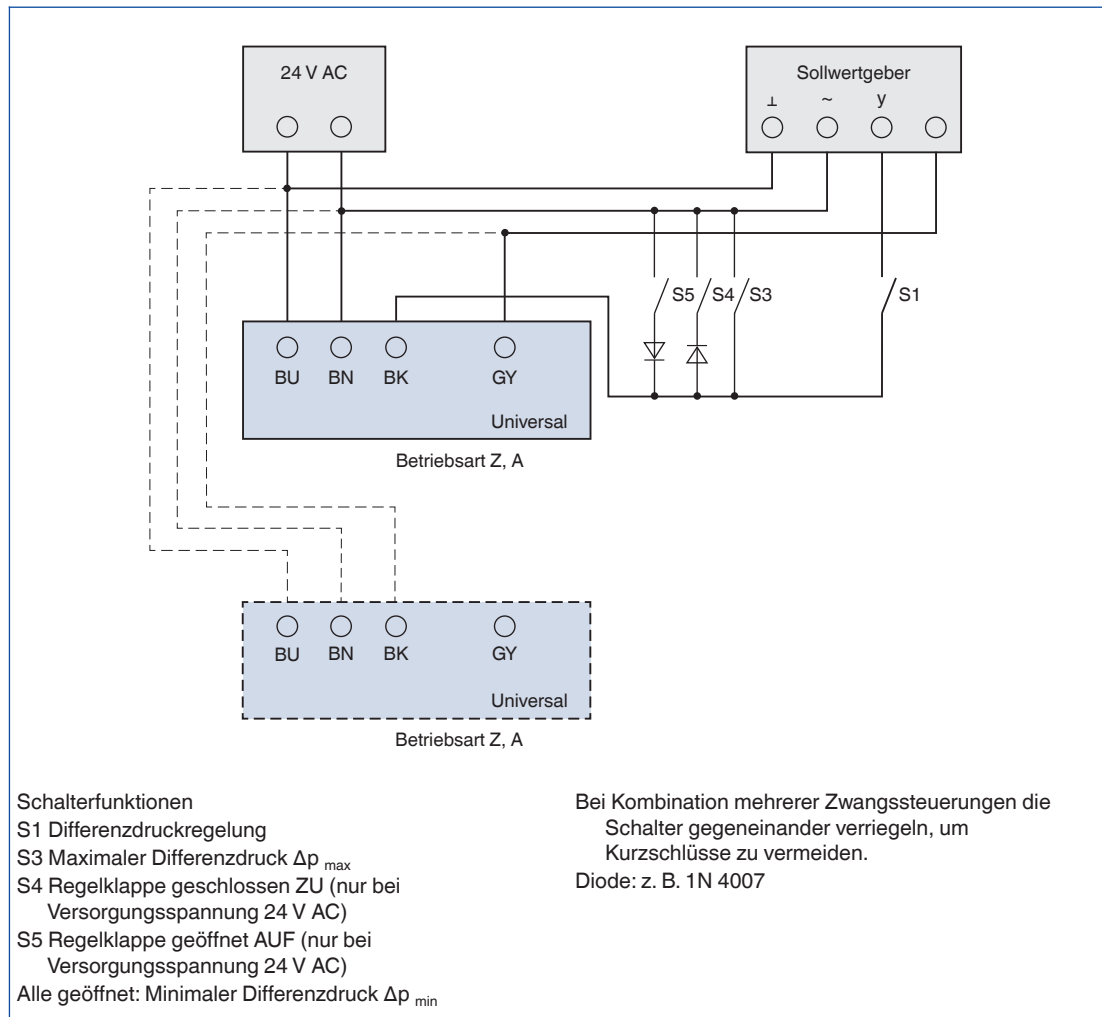 24 V AC
Sollwertgeber
⊥ ~ y
S5 S4 S3 S1
BU BN BK GY
Universal
Betriebsart Z, A
BU BN BK GY
Universal
Betriebsart Z, A
Schalterfunktionen
S1 Differenzdruckregelung
S3 Maximaler Differenzdruck Δp max
S4 Regelklappe geschlossen ZU (nur bei
Versorgungsspannung 24 V AC)
S5 Regelklappe geöffnet AUF (nur bei
Versorgungsspannung 24 V AC)
Alle geöffnet: Minimaler Differenzdruck Δp min
Bei Kombination mehrerer Zwangssteuerungen die
Schalter gegeneinander verriegeln, um
Kurzschlüsse zu vermeiden.
Diode: z. B. 1N 4007